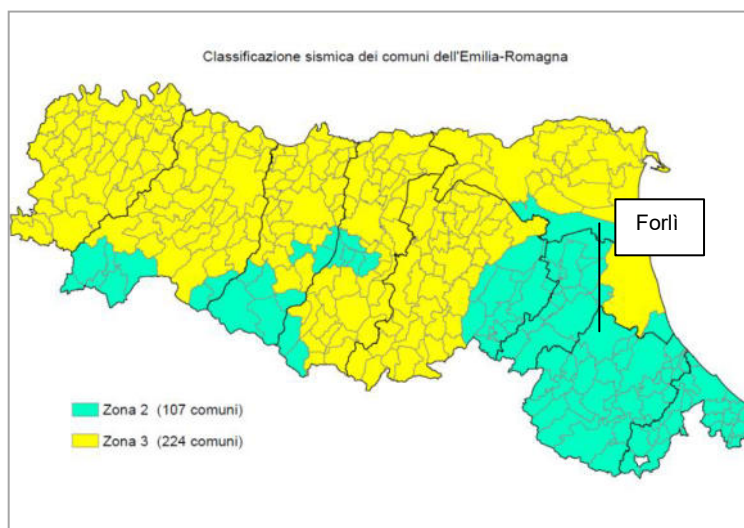 Classificazione sismica dei comuni dell'Emilia-Romagna
Forlì
Zona 2 (107 comuni)
Zona 3 (224 comuni)